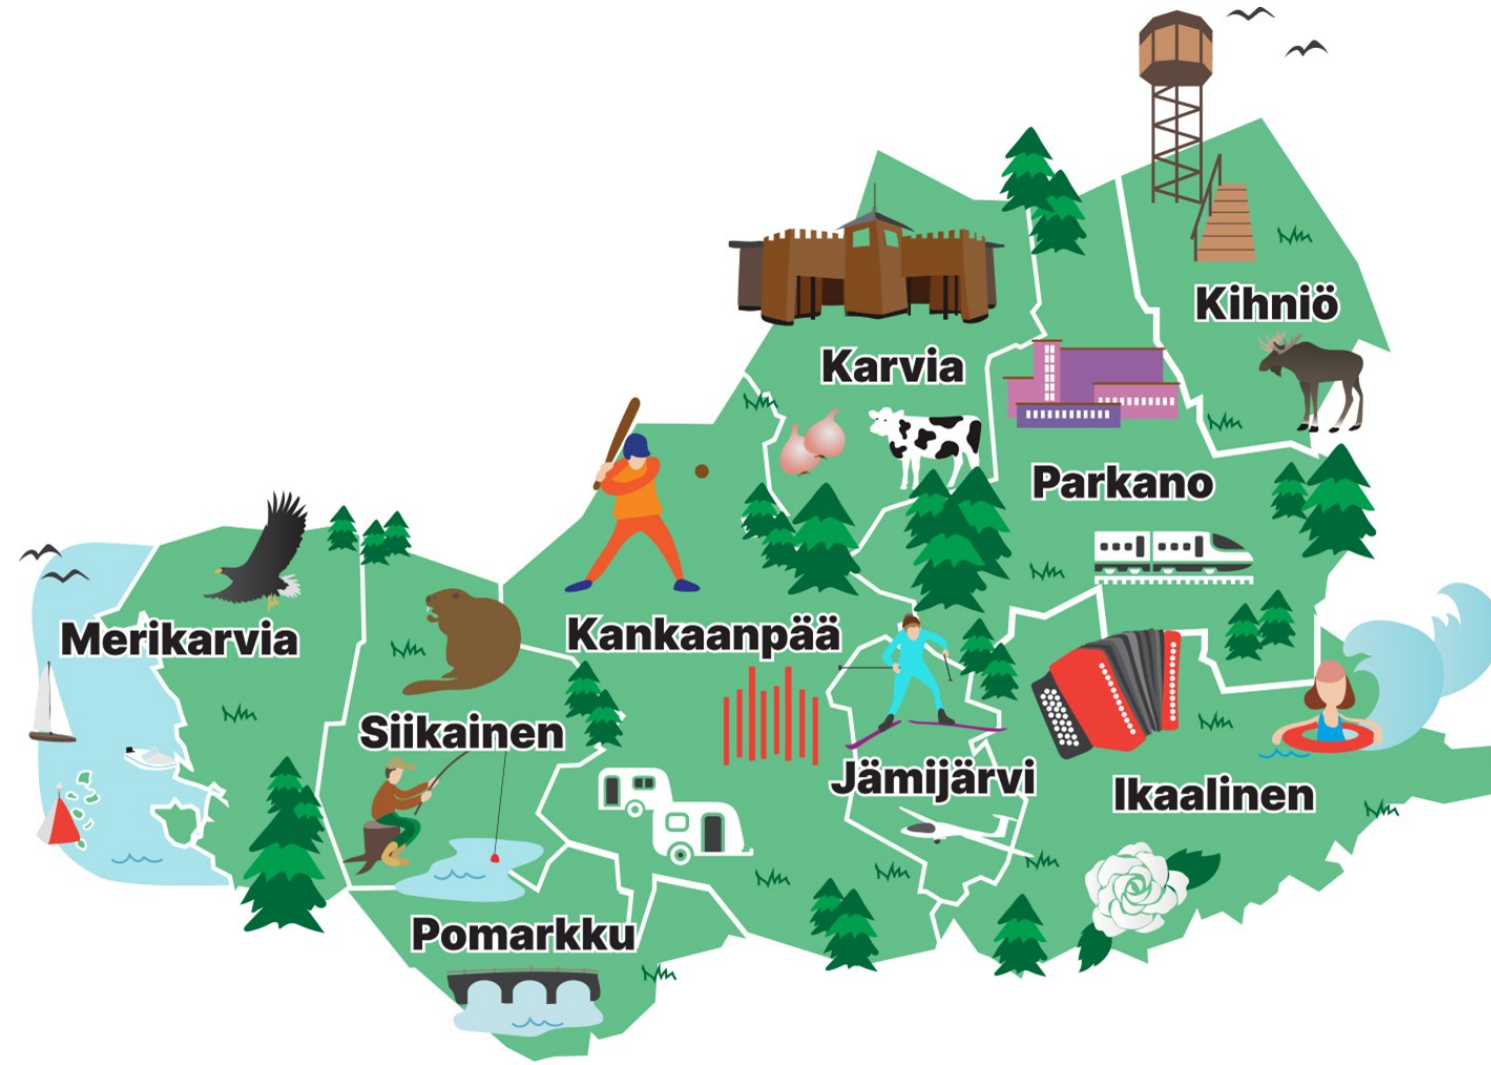 Kihniö
Karvia
Parkano
Merikarvia
Kankaanpää
Siikainen
Jämijärvi
Ikaalinen
Pomarkku